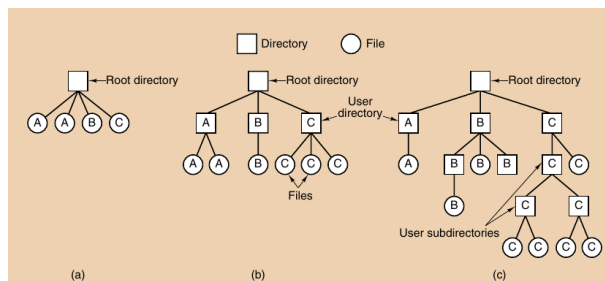 Directory File
Root directory
A A B C
(a)
Root directory
A B C
User directory
A A B C C C
Files
(b)
Root directory
A B C
A B B B C C
B C C
User subdirectories
C C C C
(c)